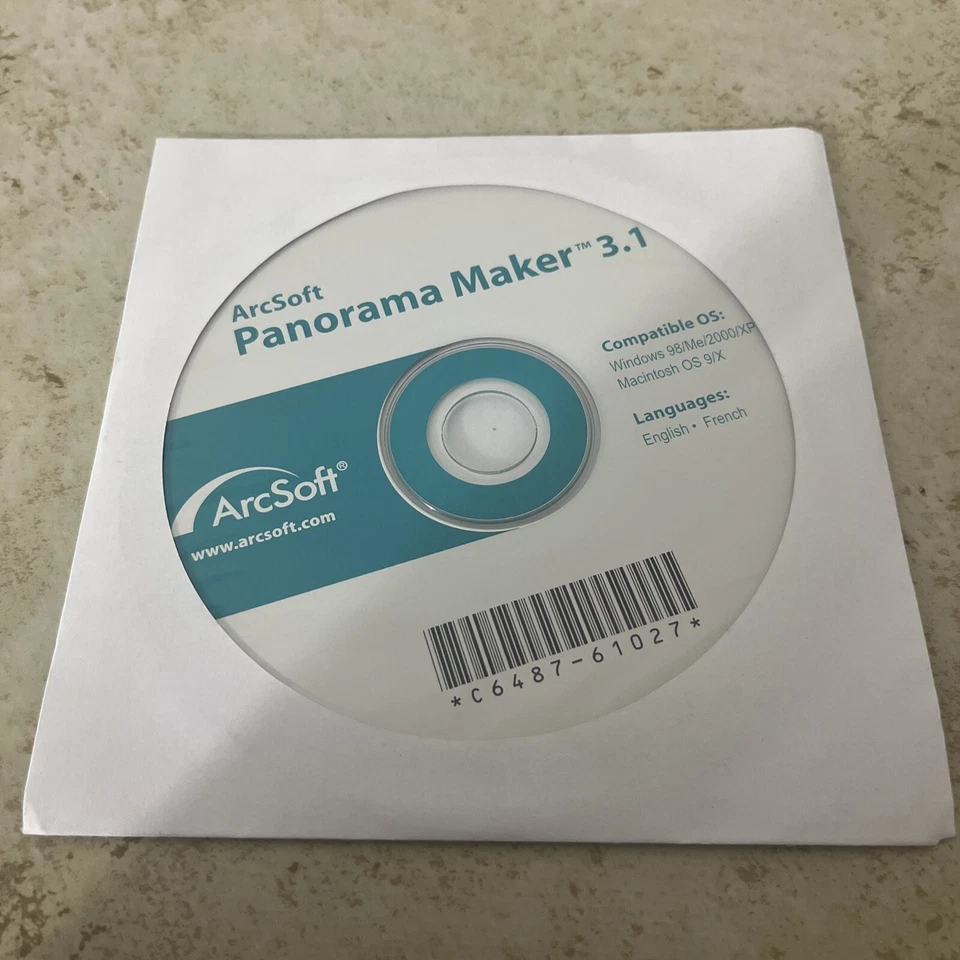 ArcSoft
Panorama Maker™ 3.1
Compatible OS:
Windows 98/Me/2000/XP
Macintosh OS 9/X
Languages:
English • French
ArcSoft®
www.arcsoft.com
*C6487-61027*